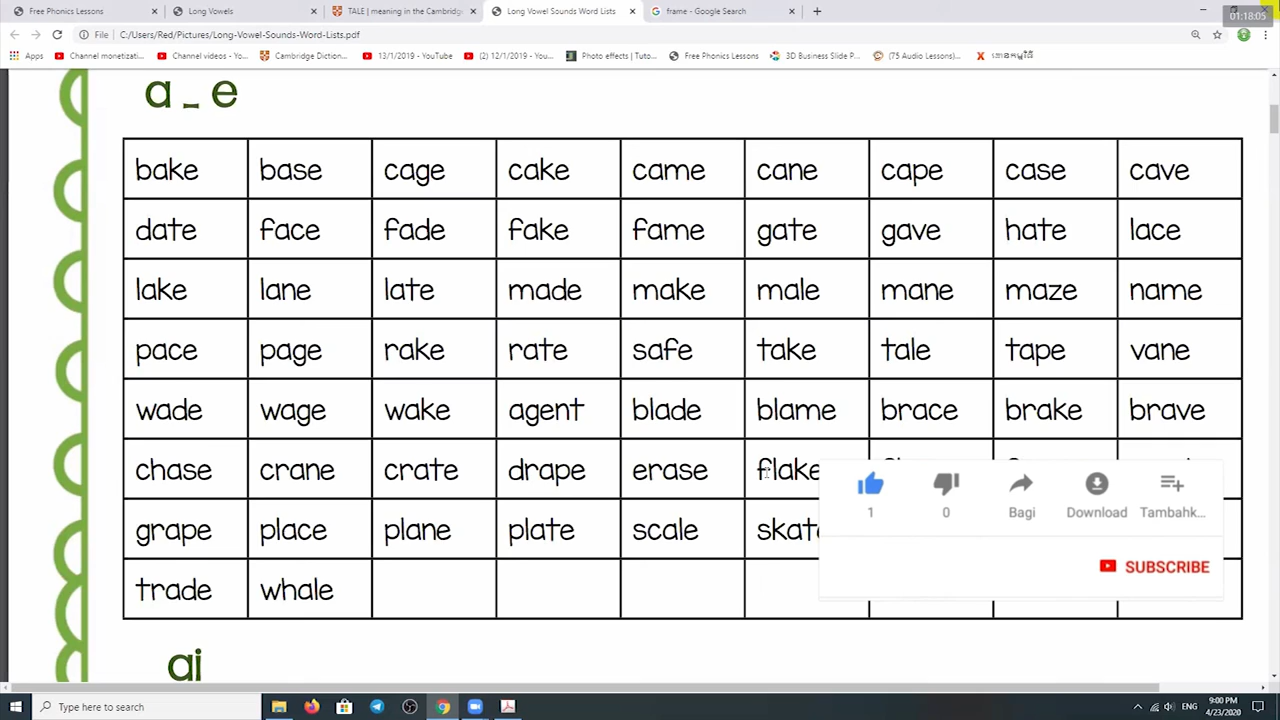 Free Phonics Lessons
Long Vowels
TALE | meaning in the Cambridge
Long Vowel Sounds Word Lists
frame - Google Search
01:18:05
File
C:/Users/Red/Pictures/Long-Vowel-Sounds-Word-Lists.pdf
Apps
Channel monetizati...
Channel videos - Yo...
Cambridge Dictiona...
13/1/2019 - YouTube
(2) 12/1/2019 - You...
Photo effects | Tuto...
Free Phonics Lessons
3D Business Slide P...
(75 Audio Lessons)...
a _ e
bake base cage cake came cane cape case cave
date face fade fake fame gate gave hate lace
lake lane late made make male mane maze name
pace page rake rate safe take tale tape vane
wade wage wake agent blade blame brace brake brave
chase crane crate drape erase flake
grape place plane plate scale skate
trade whale
1
0
Bagi
Download
Tambahk...
SUBSCRIBE
ai
Type here to search
ENG
9:00 PM
4/23/2020